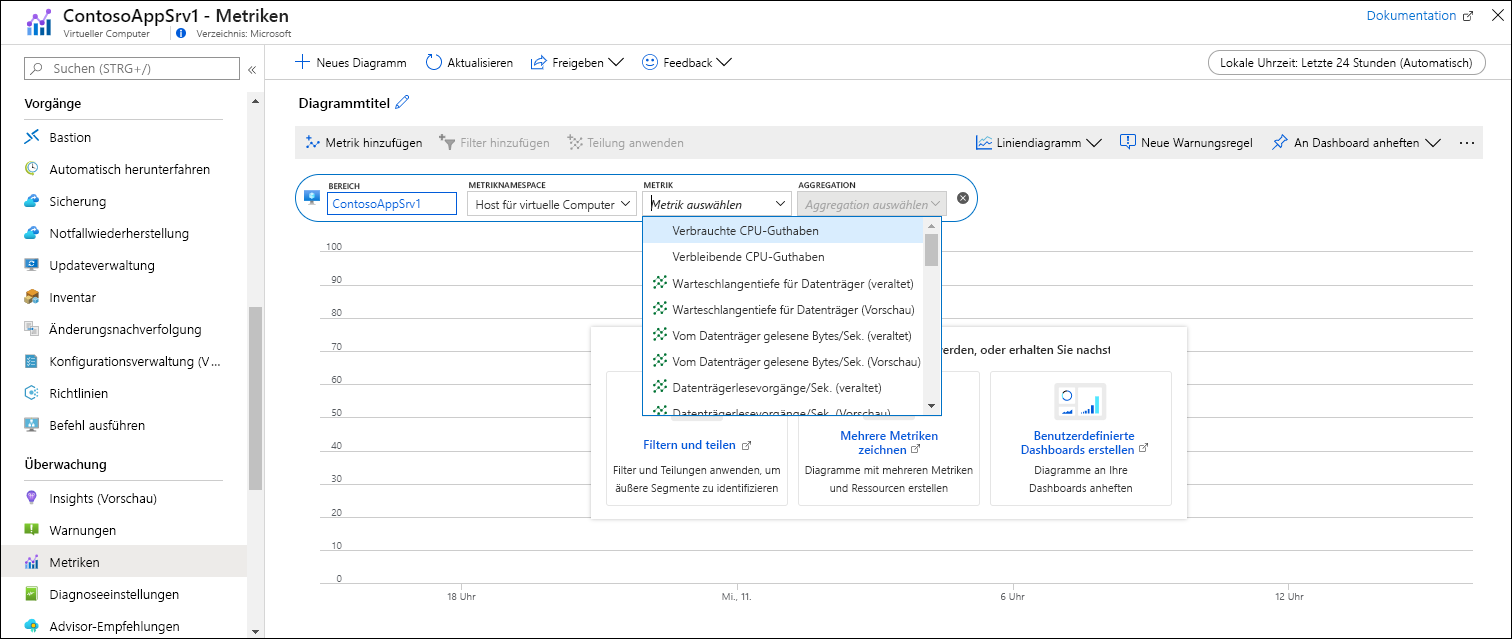 ContosoAppSrv1 - Metriken
Virtueller Computer
Verzeichnis: Microsoft
Dokumentation
Suchen (STRG+/)
«
Vorgänge
Bastion
Automatisch herunterfahren
Sicherung
Notfallwiederherstellung
Updateverwaltung
Inventar
Änderungsnachverfolgung
Konfigurationsverwaltung (V ...
Richtlinien
Befehl ausführen
Überwachung
Insights (Vorschau)
Warnungen
Metriken
Diagnoseeinstellungen
Advisor-Empfehlungen
Neues Diagramm
Aktualisieren
Freigeben
Feedback
Lokale Uhrzeit: Letzte 24 Stunden (Automatisch)
Diagrammtitel
Metrik hinzufügen
Filter hinzufügen
Teilung anwenden
Liniendiagramm
Neue Warnungsregel
An Dashboard anheften
...
BEREICH
ContosoAppSrv1
METRIKNAMESPACE
Host für virtuelle Computer
METRIK
Metrik auswählen
AGGREGATION
Aggregation auswählen
Verbrauchte CPU-Guthaben
Verbleibende CPU-Guthaben
Warteschlangentiefe für Datenträger (veraltet)
Warteschlangentiefe für Datenträger (Vorschau)
Vom Datenträger gelesene Bytes/Sek. (veraltet)
Vom Datenträger gelesene Bytes/Sek. (Vorschau)
Datenträgerlesevorgänge/Sek. (veraltet)
Datenträgerlesevorgänge/Sek. (Vorschau)
100
90
80
70
60
50
40
30
20
10
0
18 Uhr
Mi., 11.
6 Uhr
12 Uhr
oder erhalten Sie
Filtern und teilen
Filter und Teilungen anwenden, um
äußere Segmente zu identifizieren
Mehrere Metriken
zeichnen
Diagramme mit mehreren Metriken
und Ressourcen erstellen
Benutzerdefinierte
Dashboards erstellen
Diagramme an Ihre
Dashboards anheften